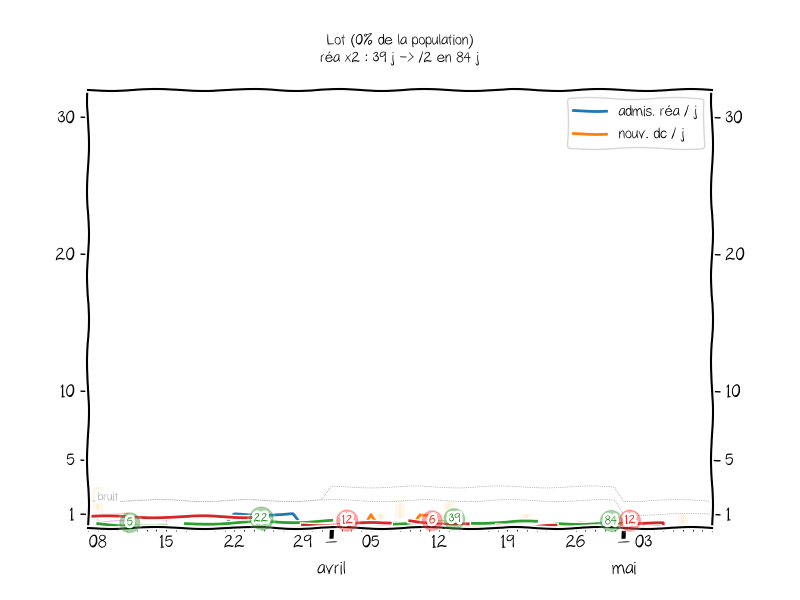 Lot (0% de la population)
réa x2 : 39 j -> /2 en 84 j
admis. réa / j
nouv. dc / j
30
30
20
20
10
10
5
5
bruit
1
1
5
22
12
6
39
84
12
08 15 22 29 05 12 19 26 03
avril mai